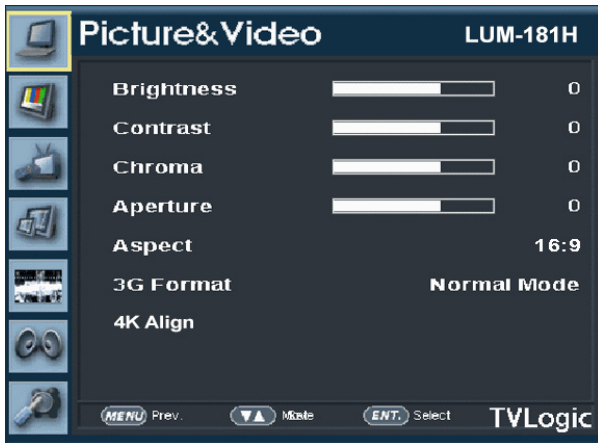 Picture&Video LUM-181H
Brightness 0
Contrast 0
Chroma 0
Aperture 0
Aspect 16:9
3G Format Normal Mode
4K Align
MENU Prev. ▼▲ ENT. Select TVLogic